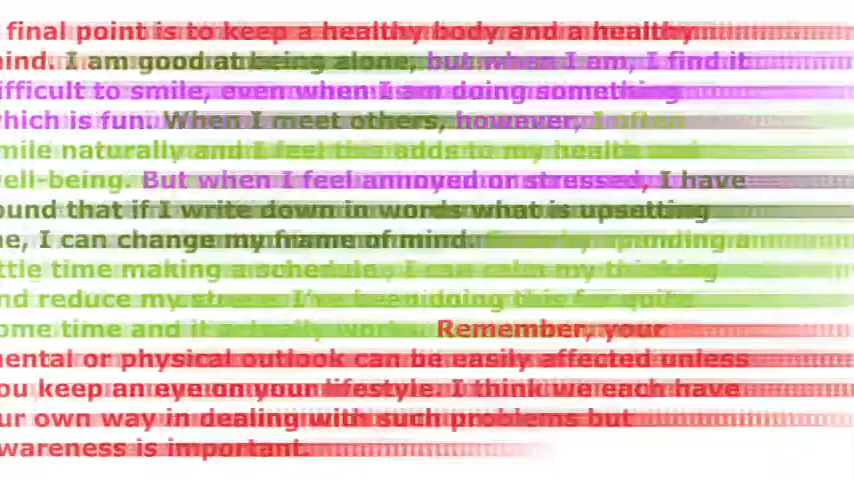 final point is to keep a healthy body and a healthy
ind. I am good at being alone, but when I am, I find it
ifficult to smile, even when I am doing something
hich is fun. When I meet others, however, I often
mile naturally and I feel this adds to my health and
ell-being. But when I feel annoyed or stressed, I have
ound that if I write down in words what is upsetting
e, I can change my frame of mind. spending a
ttle time making a schedule, I can calm my thinking
nd reduce my stress. I've been doing this for quite
ome time and it actually works. Remember, your
ental or physical outlook can be easily affected unless
ou keep an eye on your lifestyle. I think we each have
ur own way in dealing with such problems but
wareness is important.